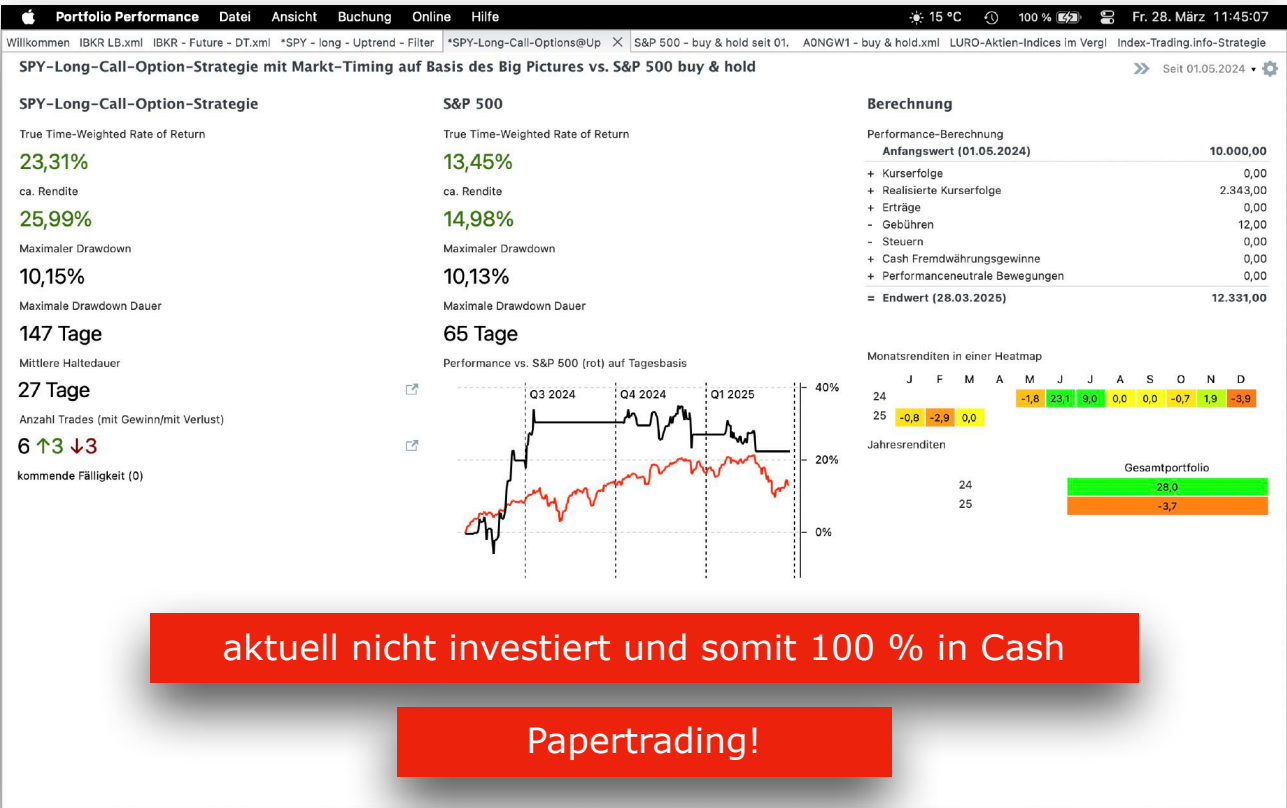 Portfolio Performance Datei Ansicht Buchung Online Hilfe 15 °C 100 % Fr. 28. März 11:45:07
Willkommen IBKR LB.xml IBKR - Future - DT.xml *SPY - long - Uptrend - Filter *SPY-Long-Call-Options@Up S&P 500 - buy & hold seit 01. A0NGW1 - buy & hold.xml LURO-Aktien-Indices im Vergl Index-Trading.info-Strategie
SPY-Long-Call-Option-Strategie mit Markt-Timing auf Basis des Big Pictures vs. S&P 500 buy & hold
Seit 01.05.2024
SPY-Long-Call-Option-Strategie
True Time-Weighted Rate of Return
23,31%
ca. Rendite
25,99%
Maximaler Drawdown
10,15%
Maximale Drawdown Dauer
147 Tage
Mittlere Haltedauer
27 Tage
Anzahl Trades (mit Gewinn/mit Verlust)
6 ↑3 ↓3
kommende Fälligkeit (0)
S&P 500
True Time-Weighted Rate of Return
13,45%
ca. Rendite
14,98%
Maximaler Drawdown
10,13%
Maximale Drawdown Dauer
65 Tage
Performance vs. S&P 500 (rot) auf Tagesbasis
Q3 2024 Q4 2024 Q1 2025
40%
20%
0%
Berechnung
Performance-Berechnung
Anfangswert (01.05.2024) 10.000,00
+ Kurserfolge 0,00
+ Realisierte Kurserfolge 2.343,00
+ Erträge 0,00
- Gebühren 12,00
- Steuern 0,00
+ Cash Fremdwährungsgewinne 0,00
+ Performanceneutrale Bewegungen 0,00
= Endwert (28.03.2025) 12.331,00
Monatsrenditen in einer Heatmap
J F M A M J J A S O N D
24 -1,8 23,1 9,0 0,0 0,0 -0,7 1,9 -3,9
25 -0,8 -2,9 0,0
Jahresrenditen
Gesamtportfolio
24 28,0
25 -3,7
aktuell nicht investiert und somit 100 % in Cash
Papertrading!